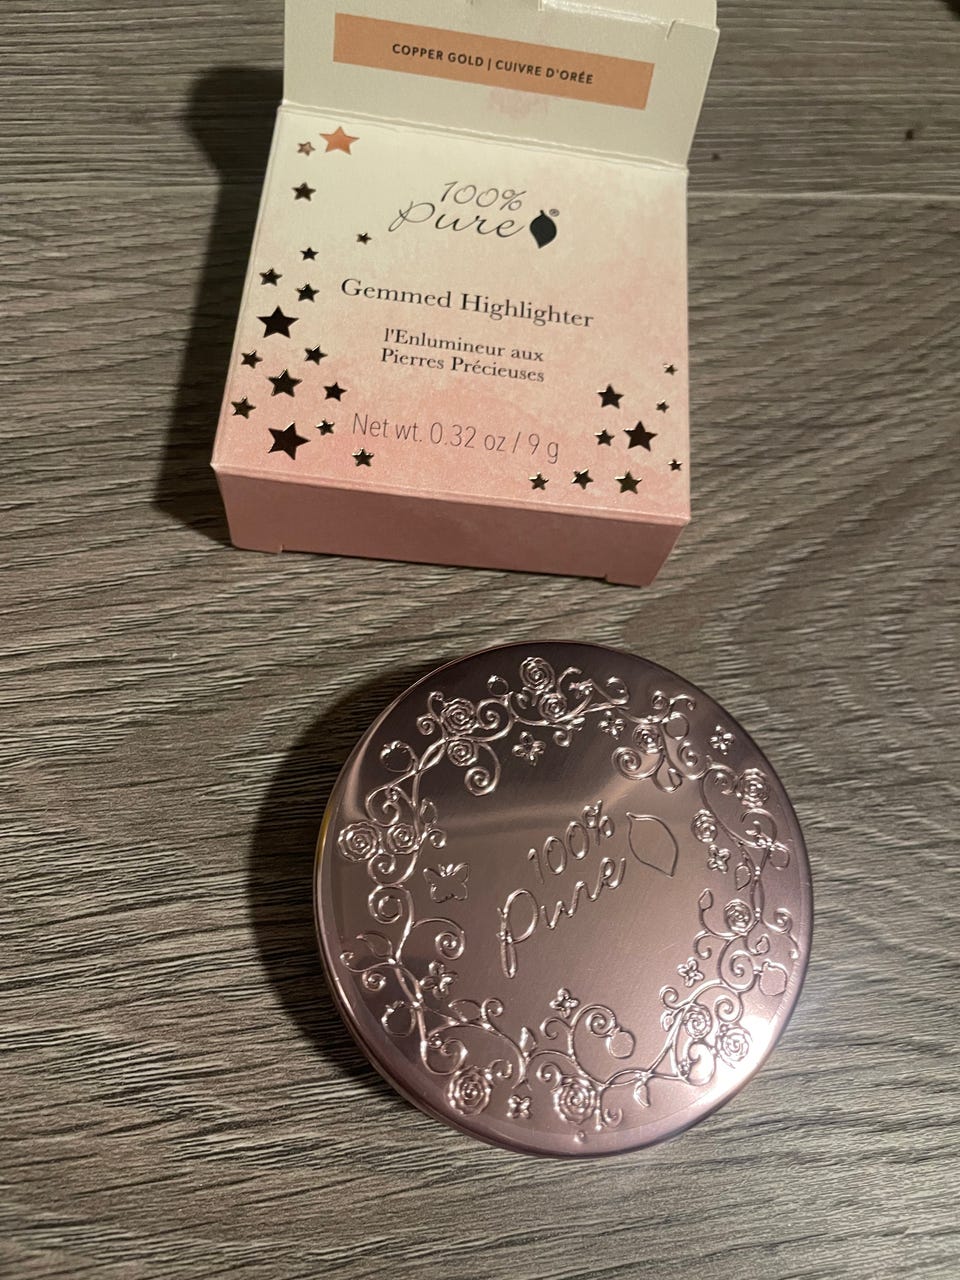 COPPER GOLD | CUIVRE D'ORÉE
100%
Pure®
Gemmed Highlighter
l'Enlumineur aux
Pierres Précieuses
Net wt. 0.32 oz / 9 g
100%
Pure